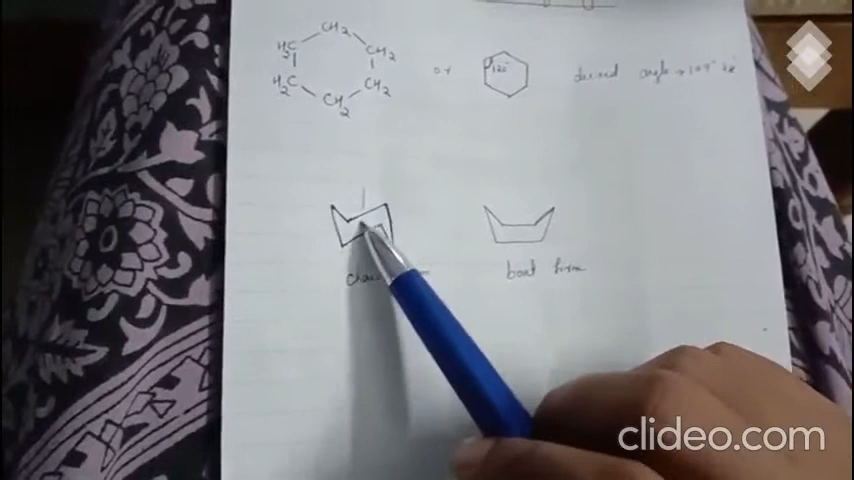 CH2
H2C CH2
H2C CH2
CH2
or 120° desired angle → 109° 28'
boat form
clideo.com